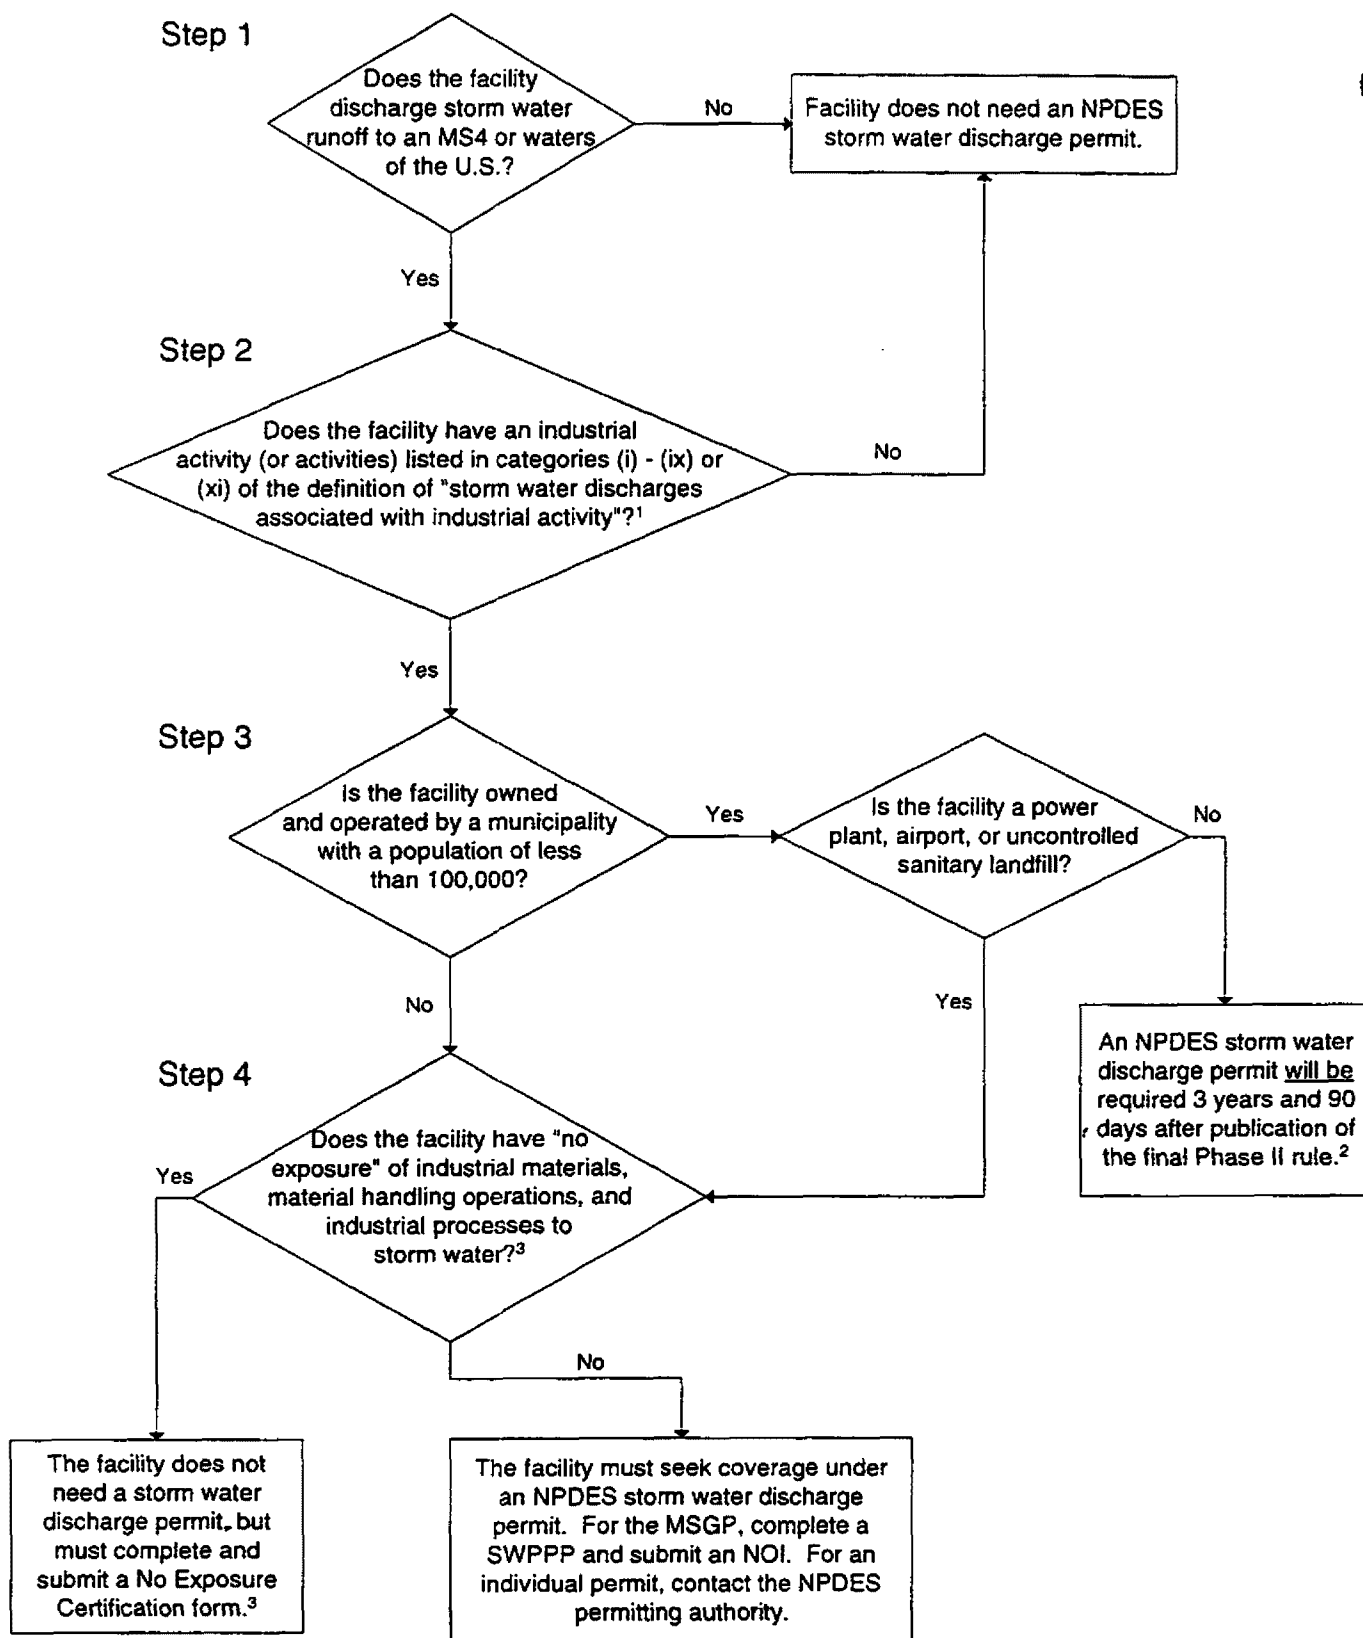 Step 1
Does the facility
discharge storm water
runoff to an MS4 or waters
of the U.S.?
No
Facility does not need an NPDES
storm water discharge permit.
Yes
Step 2
Does the facility have an industrial
activity (or activities) listed in categories (i) - (ix) or
(xi) of the definition of "storm water discharges
associated with industrial activity"?¹
No
Yes
Step 3
Is the facility owned
and operated by a municipality
with a population of less
than 100,000?
Yes
Is the facility a power
plant, airport, or uncontrolled
sanitary landfill?
No
No
Yes
An NPDES storm water
discharge permit will be
required 3 years and 90
days after publication of
the final Phase II rule.²
Step 4
Does the facility have "no
exposure" of industrial materials,
material handling operations, and
industrial processes to
storm water?³
Yes
No
The facility does not
need a storm water
discharge permit, but
must complete and
submit a No Exposure
Certification form.³
The facility must seek coverage under
an NPDES storm water discharge
permit. For the MSGP, complete a
SWPPP and submit an NOI. For an
individual permit, contact the NPDES
permitting authority.